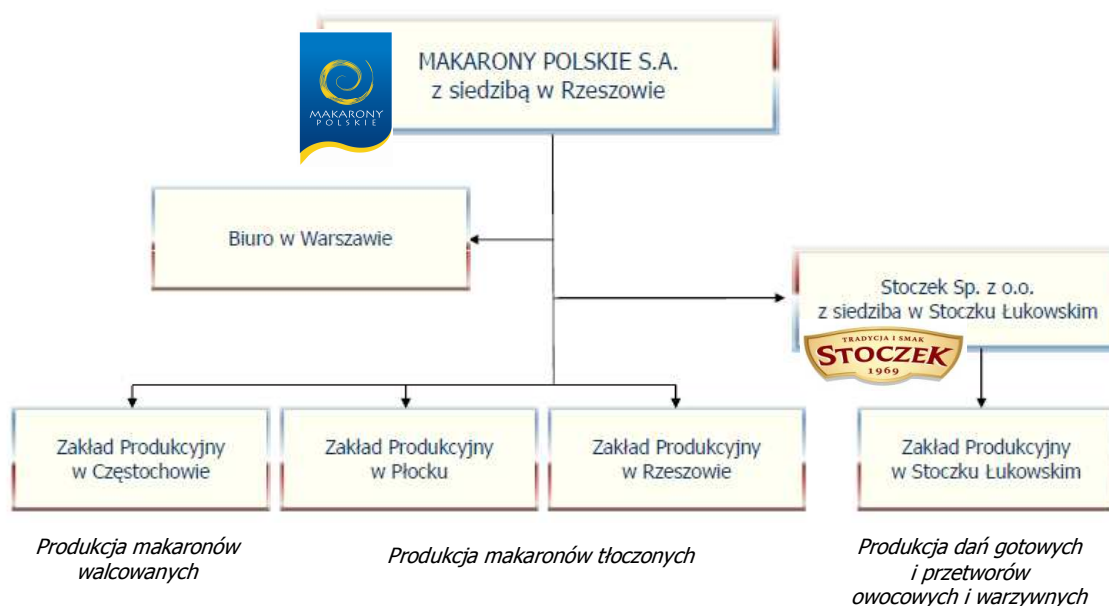 MAKARONY POLSKIE S.A.
z siedzibą w Rzeszowie
MAKARONY
POLSKIE
Biuro w Warszawie
Stoczek Sp. z o.o.
z siedziba w Stoczku Łukowskim
TRADYCJA I SMAK
STOCZEK
1969
Zakład Produkcyjny
w Częstochowie
Zakład Produkcyjny
w Płocku
Zakład Produkcyjny
w Rzeszowie
Zakład Produkcyjny
w Stoczku Łukowskim
Produkcja makaronów
walcowanych
Produkcja makaronów tłoczonych
Produkcja dań gotowych
i przetworów
owocowych i warzywnych